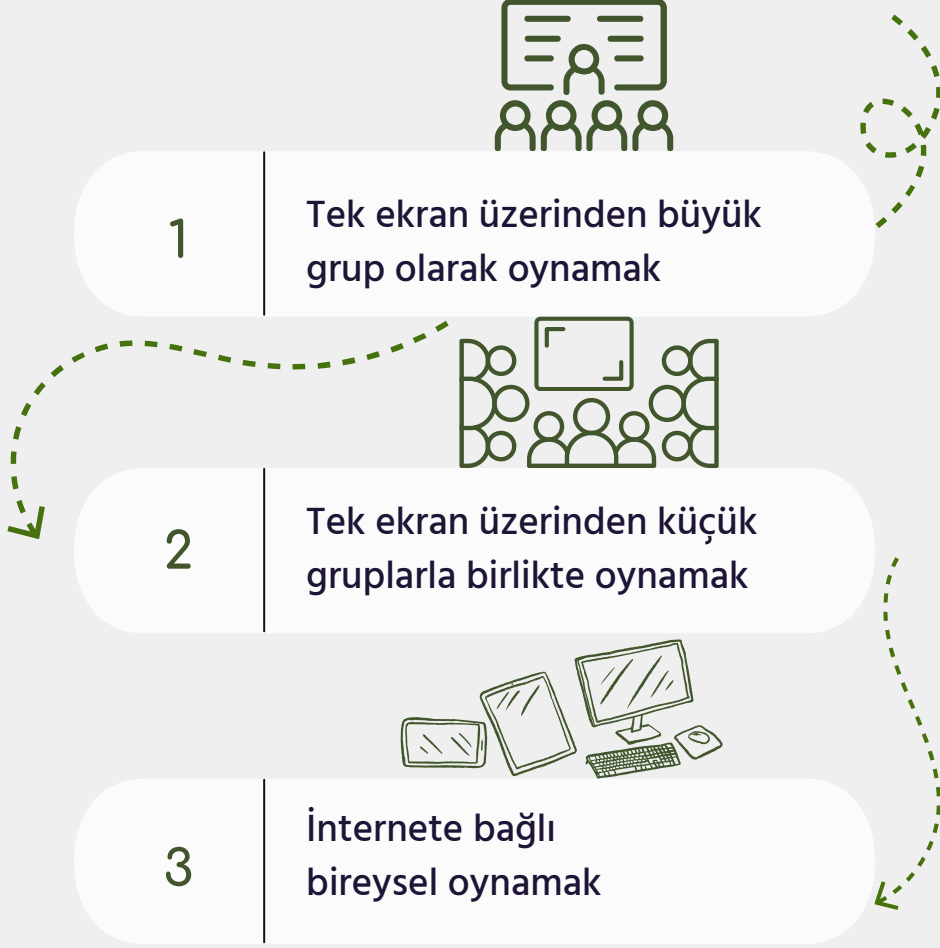 1
Tek ekran üzerinden büyük
grup olarak oynamak
2
Tek ekran üzerinden küçük
gruplarla birlikte oynamak
3
İnternete bağlı
bireysel oynamak